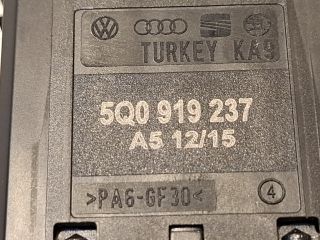 TURKEY KA9
5Q0 919 237
A5 12/15
>PA6-GF30<
4